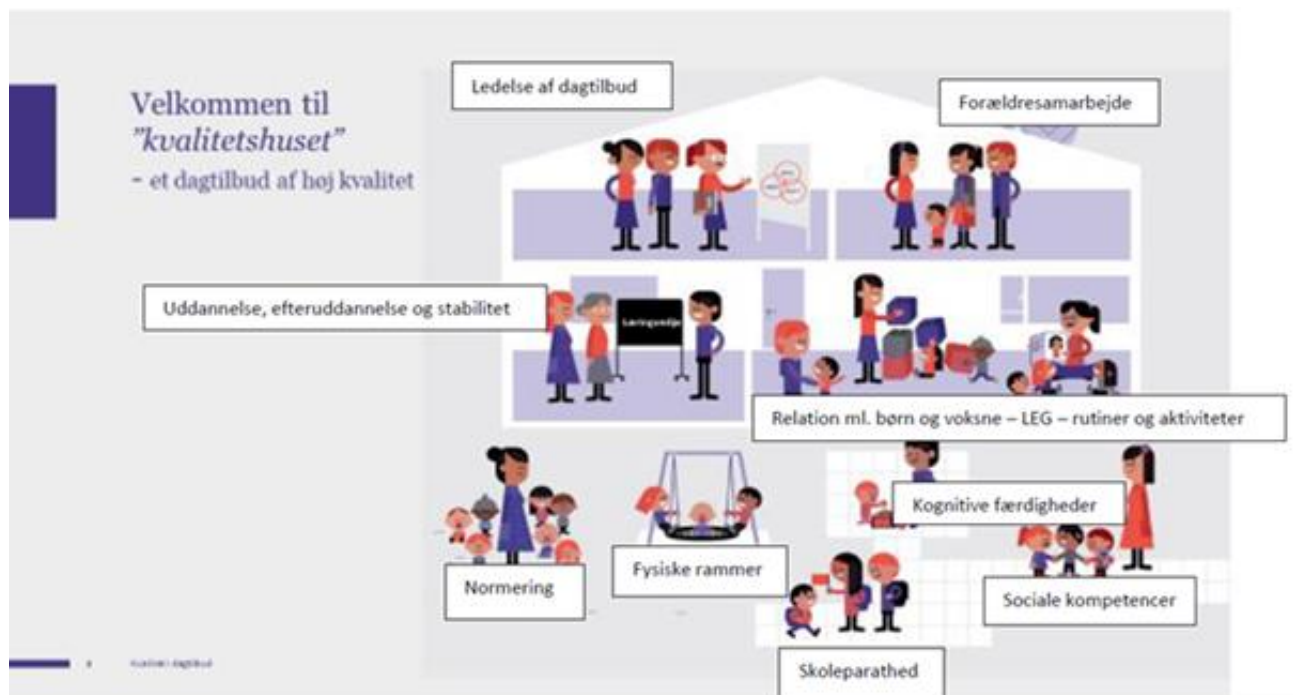 Velkommen til
"kvalitetshuset"
- et dagtilbud af høj kvalitet
Ledelse af dagtilbud
Forældresamarbejde
Uddannelse, efteruddannelse og stabilitet
Relation ml. børn og voksne – LEG – rutiner og aktiviteter
Normering
Fysiske rammer
Kognitive færdigheder
Sociale kompetencer
Skoleparathed